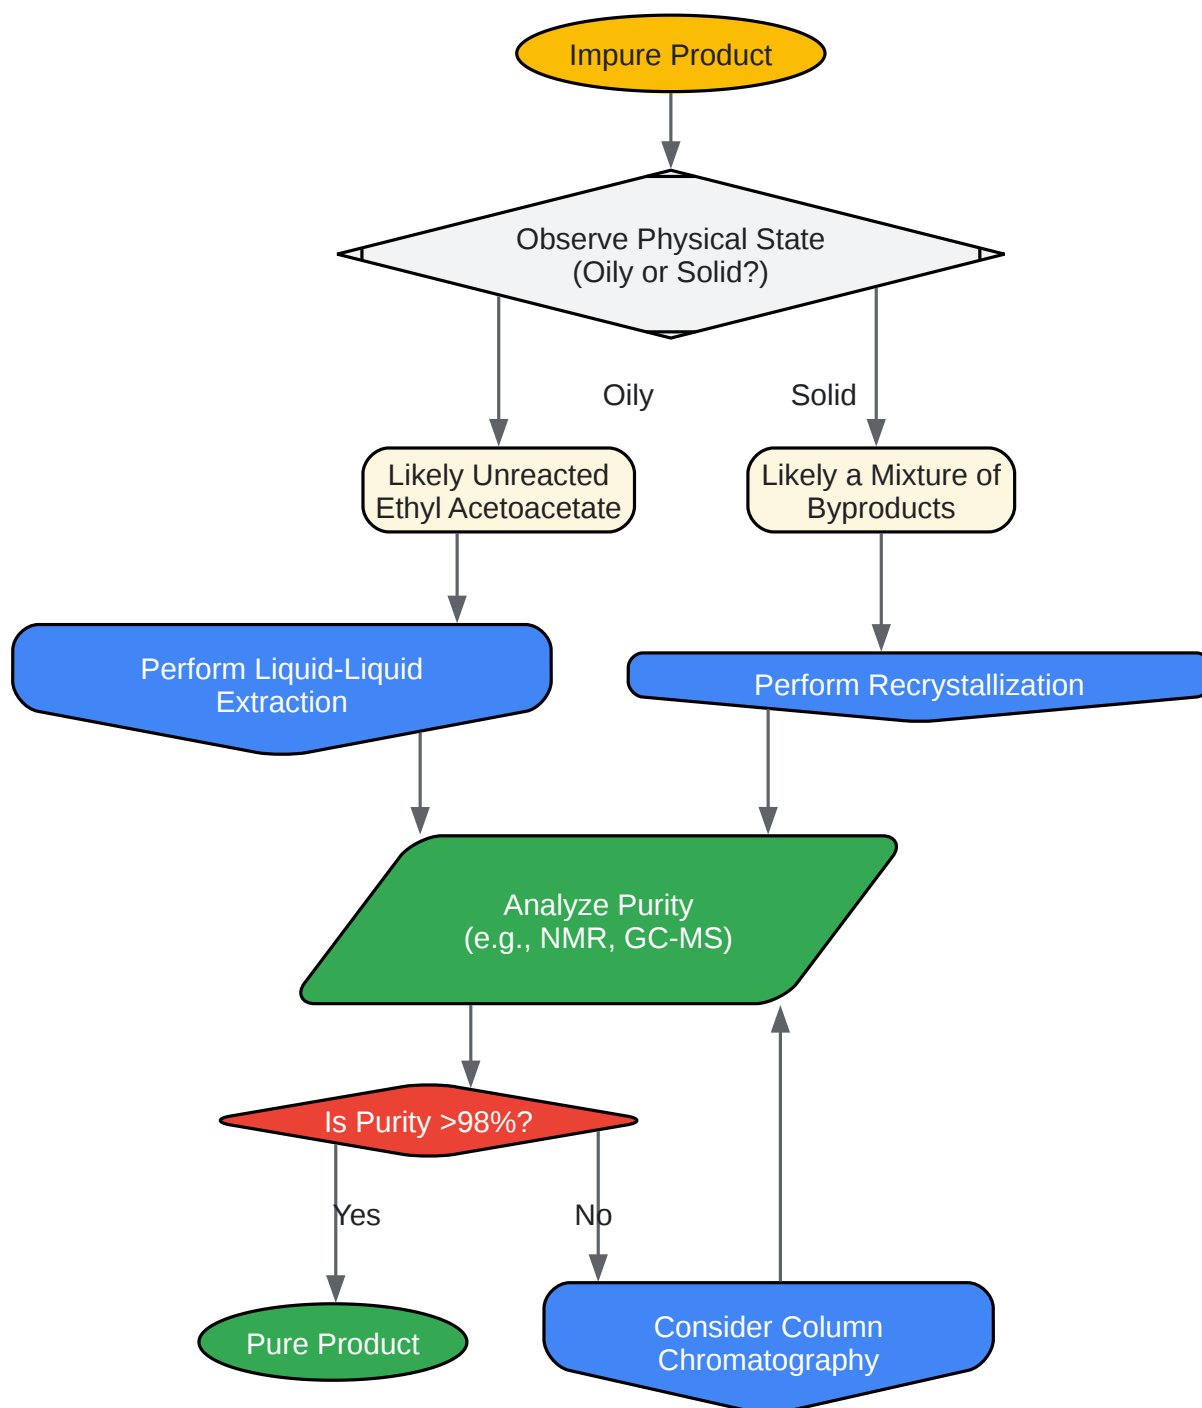 Impure Product
Observe Physical State
(Oily or Solid?)
Oily
Solid
Likely Unreacted
Ethyl Acetoacetate
Likely a Mixture of
Byproducts
Perform Liquid-Liquid
Extraction
Perform Recrystallization
Analyze Purity
(e.g., NMR, GC-MS)
Is Purity >98%?
Yes
No
Pure Product
Consider Column
Chromatography